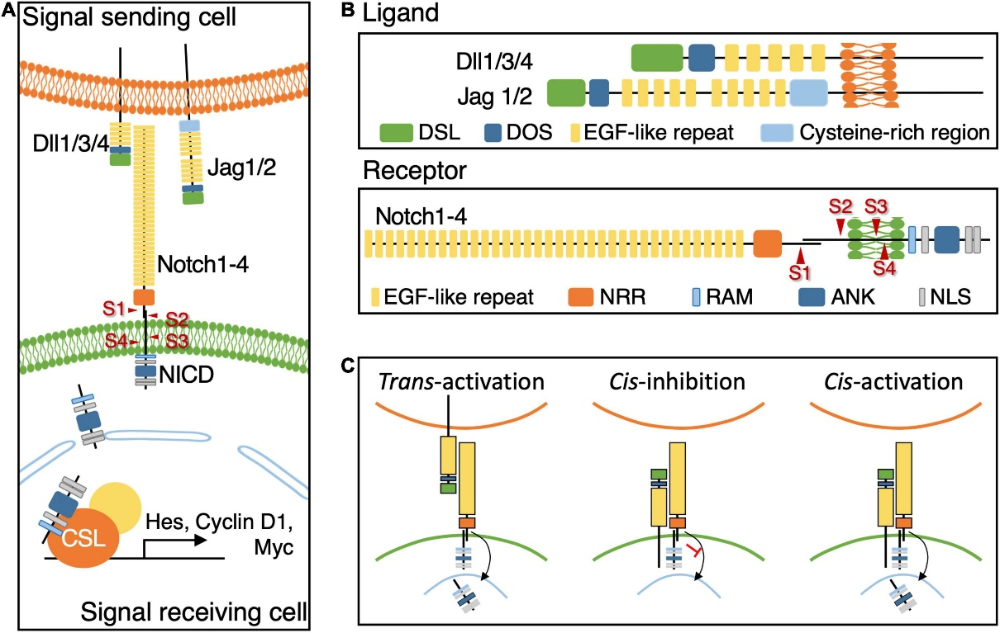 A
Signal sending cell
Dll1/3/4
Jag1/2
Notch1-4
S1
S2
S4
S3
NICD
CSL
Hes, Cyclin D1,
Myc
Signal receiving cell
B Ligand
Dll1/3/4
Jag 1/2
DSL DOS EGF-like repeat Cysteine-rich region
Receptor
Notch1-4
S2 S3
S1 S4
EGF-like repeat NRR RAM ANK NLS
C
Trans-activation Cis-inhibition Cis-activation